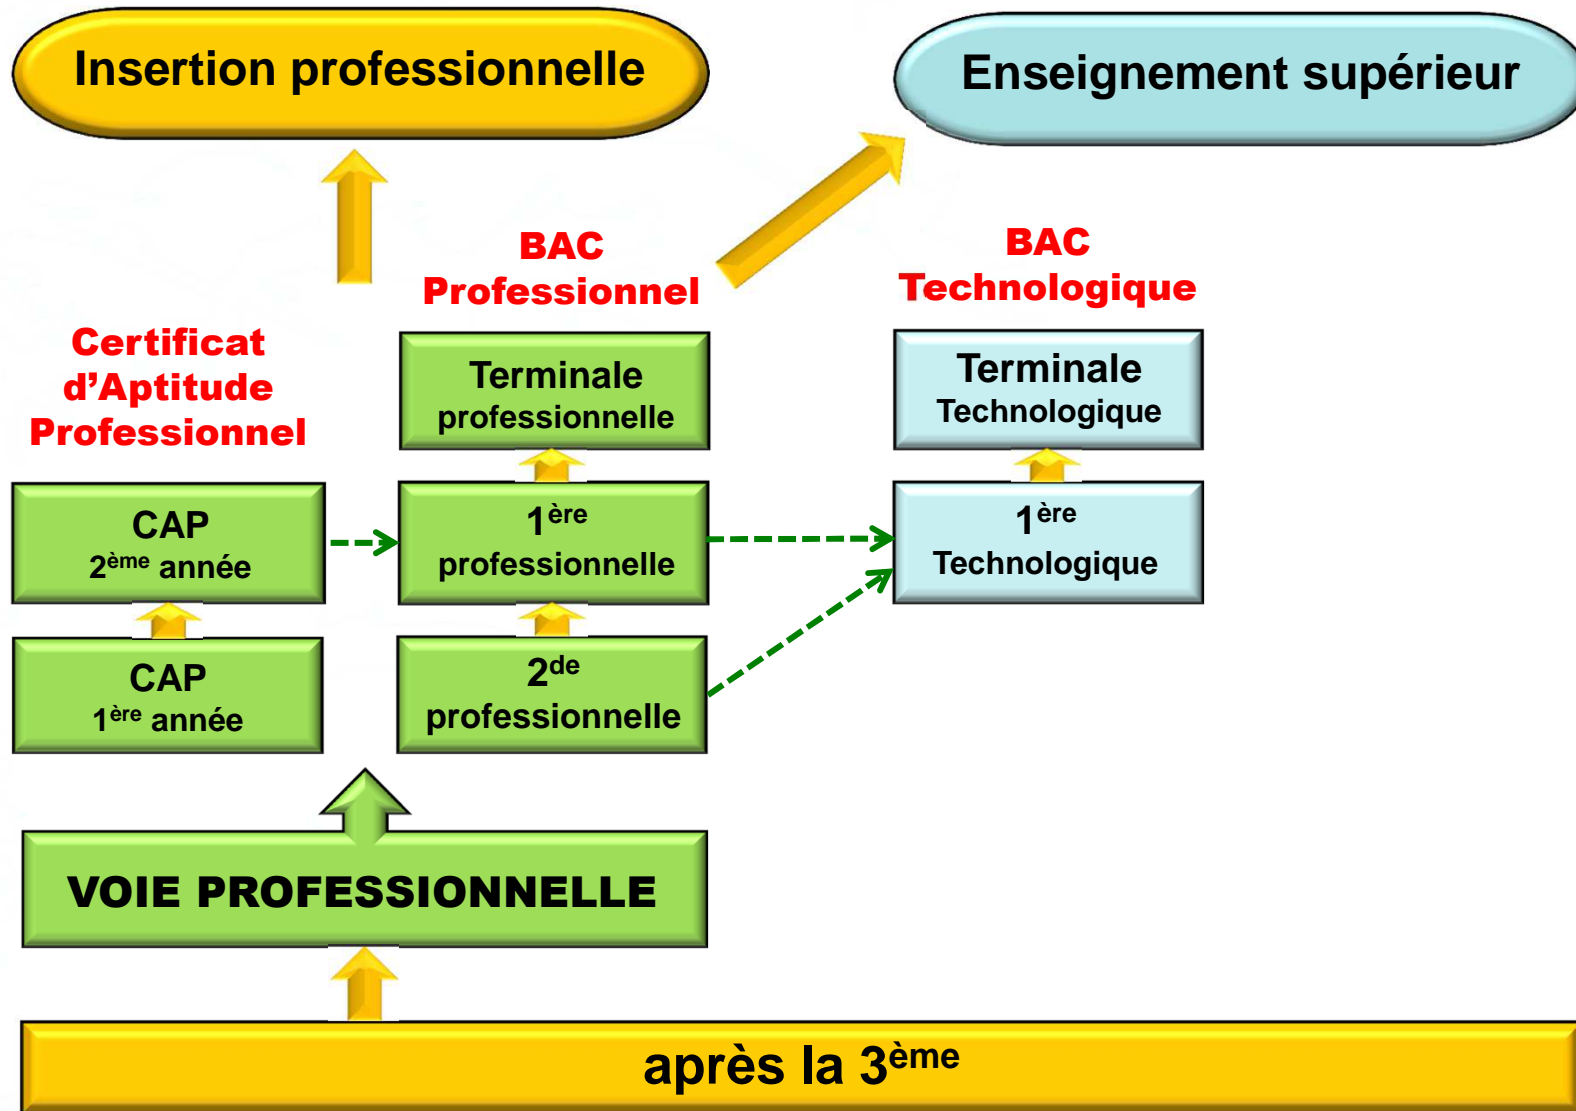 Insertion professionnelle
Enseignement supérieur
BAC
Professionnel
BAC
Technologique
Certificat
d’Aptitude
Professionnel
Terminale
professionnelle
Terminale
Technologique
CAP
2ème année
1ère
professionnelle
1ère
Technologique
CAP
1ère année
2de
professionnelle
VOIE PROFESSIONNELLE
après la 3ème